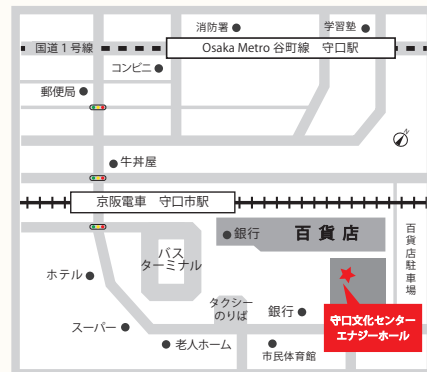 消防署
学習塾
国道1号線
Osaka Metro 谷町線 守口駅
コンビニ
郵便局
N
牛丼屋
京阪電車 守口市駅
銀行
百貨店
百貨店駐車場
バス
ターミナル
ホテル
タクシー
のりば
銀行
守口文化センター
エナジーホール
スーパー
老人ホーム
市民体育館